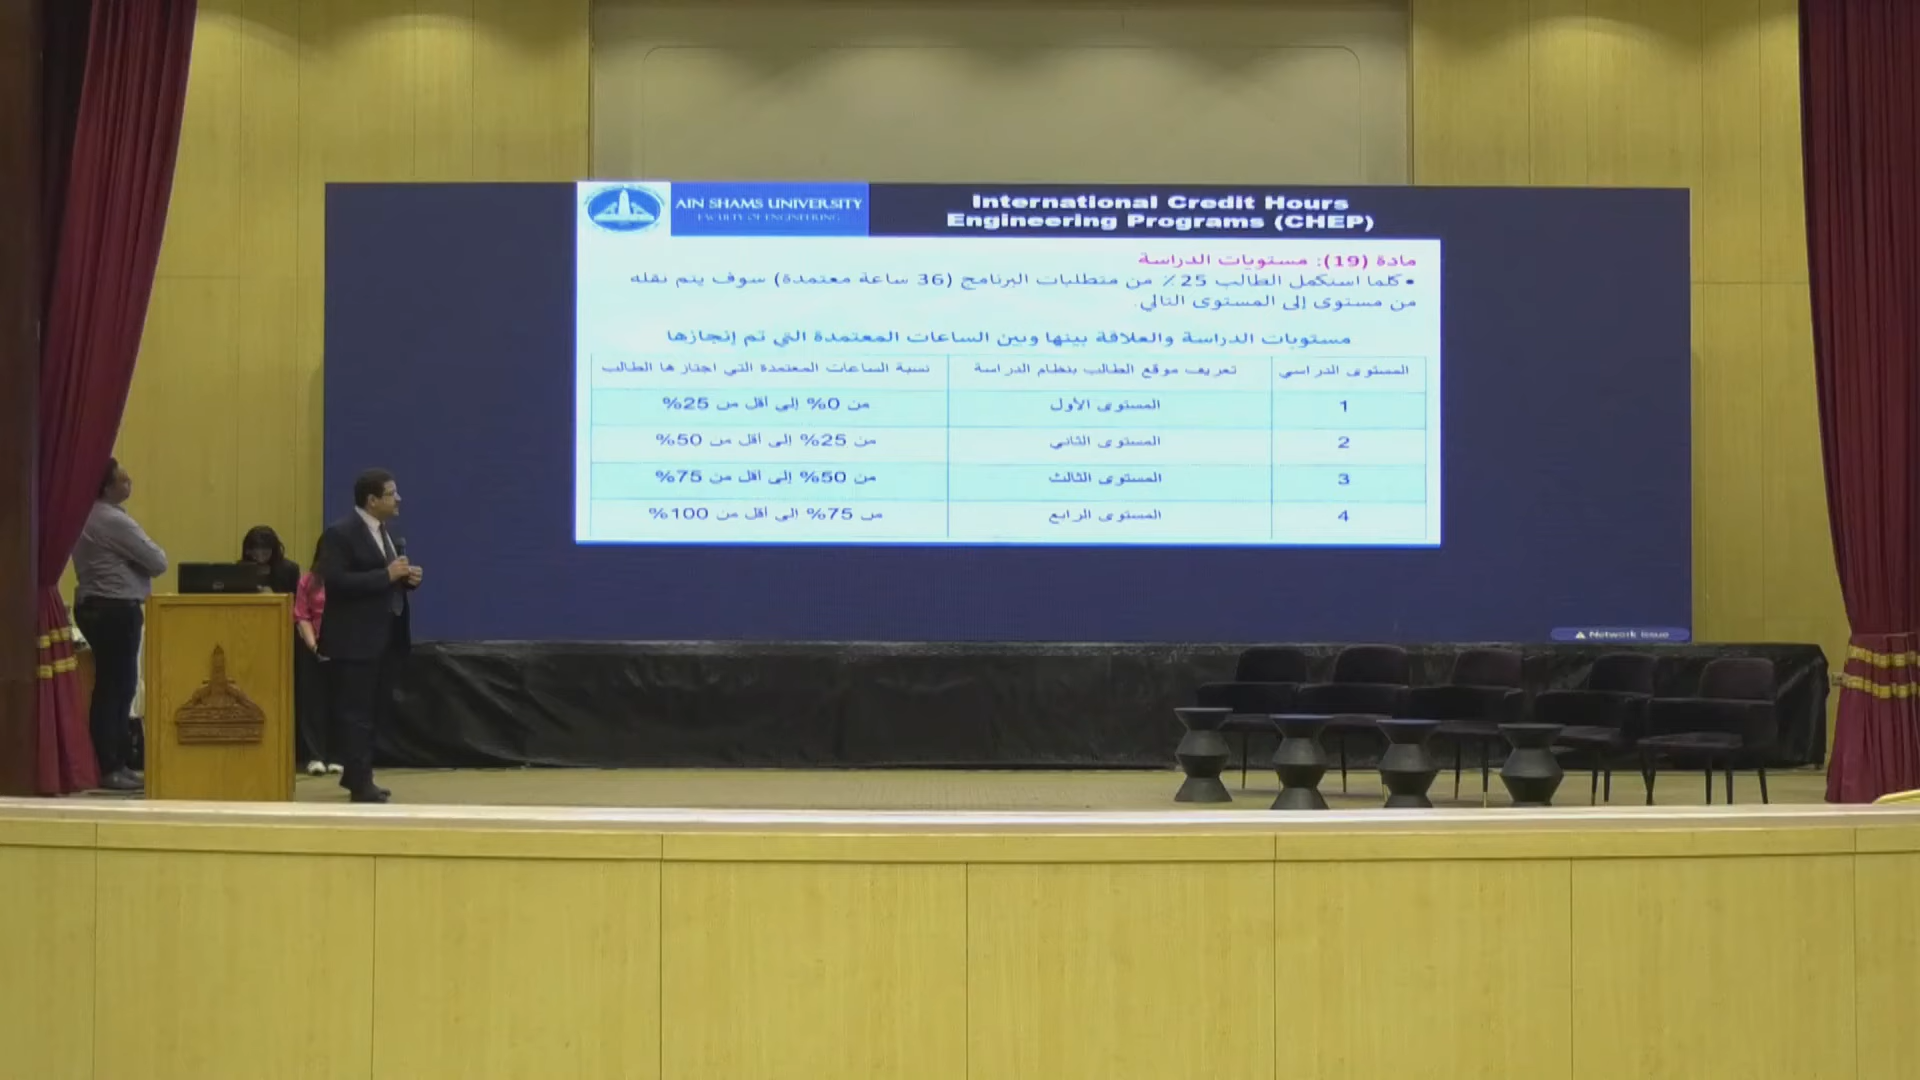 AIN SHAMS UNIVERSITY
FACULTY OF ENGINEERING
International Credit Hours
Engineering Programs (CHEP)
مادة (19): مستويات الدراسة
• كلما استكمل الطالب 25٪ من متطلبات البرنامج (36 ساعة معتمدة) سوف يتم نقله
من مستوى إلى المستوى التالي.
مستويات الدراسة والعلاقة بينها وبين الساعات المعتمدة التي تم إنجازها
المستوى الدراسي تعريف موقع الطالب بنظام الدراسة نسبة الساعات المعتمدة التي اجتازها الطالب
1 المستوى الأول من 0% إلى أقل من 25%
2 المستوى الثاني من 25% إلى أقل من 50%
3 المستوى الثالث من 50% إلى أقل من 75%
4 المستوى الرابع من 75% إلى أقل من 100%
Network issue